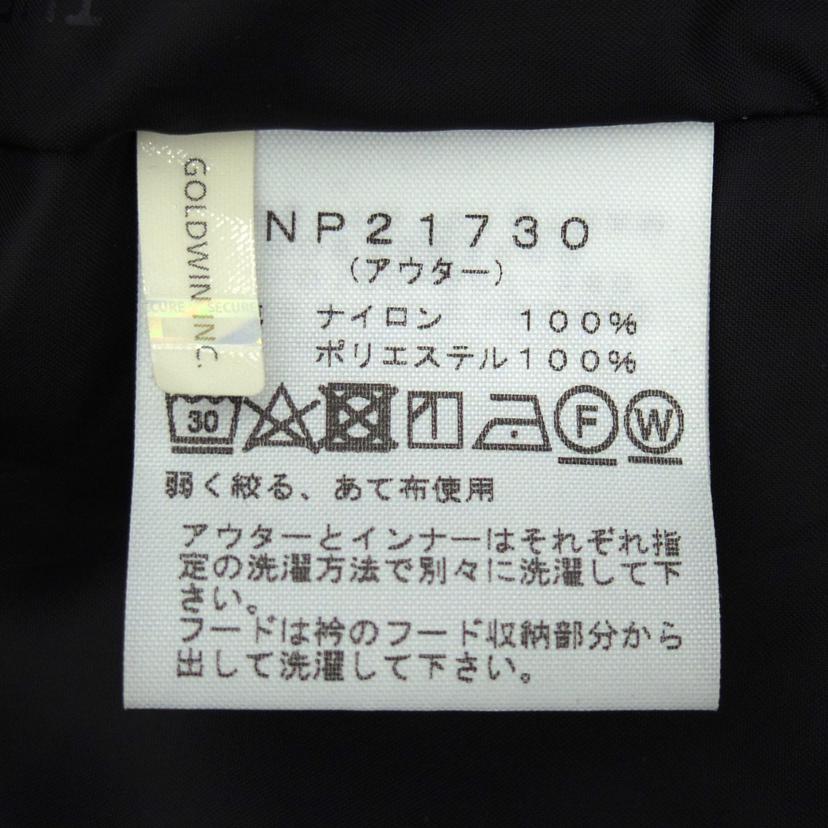 GOLDWIN INC.
SECURE SECURE
NP21730
(アウター)
ナイロン 100%
ポリエステル100%
30 F W
弱く絞る、あて布使用
アウターとインナーはそれぞれ指
定の洗濯方法で別々に洗濯して下
さい。
フードは衿のフード収納部分から
出して洗濯して下さい。